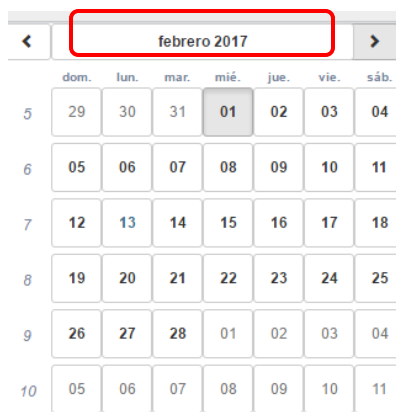 febrero 2017
dom. lun. mar. mié. jue. vie. sáb.
5 29 30 31 01 02 03 04
6 05 06 07 08 09 10 11
7 12 13 14 15 16 17 18
8 19 20 21 22 23 24 25
9 26 27 28 01 02 03 04
10 05 06 07 08 09 10 11